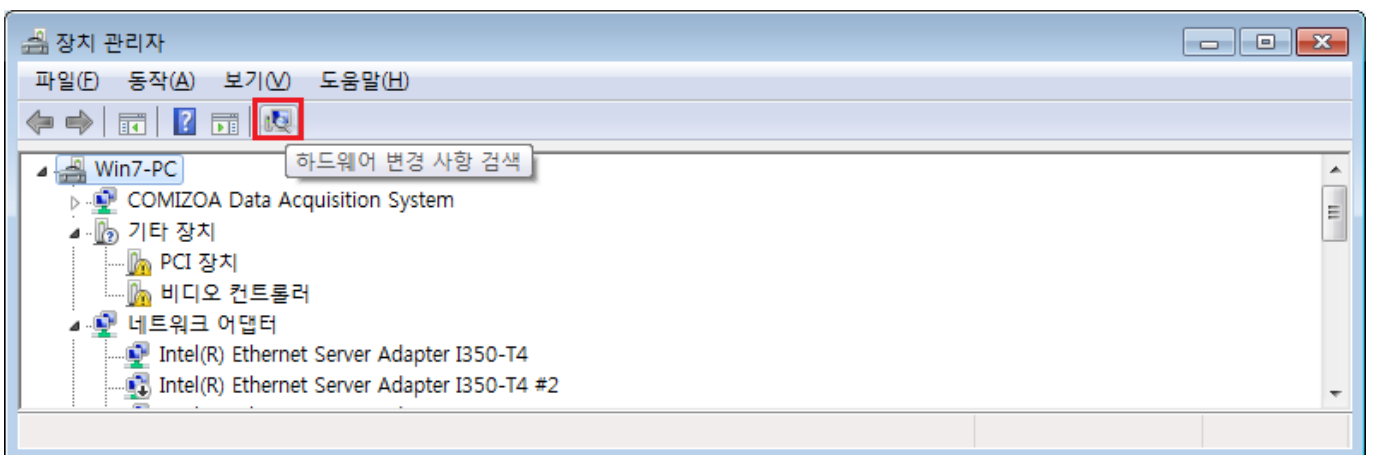 장치 관리자
파일(F) 동작(A) 보기(V) 도움말(H)
하드웨어 변경 사항 검색
Win7-PC
COMIZOA Data Acquisition System
기타 장치
PCI 장치
비디오 컨트롤러
네트워크 어댑터
Intel(R) Ethernet Server Adapter I350-T4
Intel(R) Ethernet Server Adapter I350-T4 #2